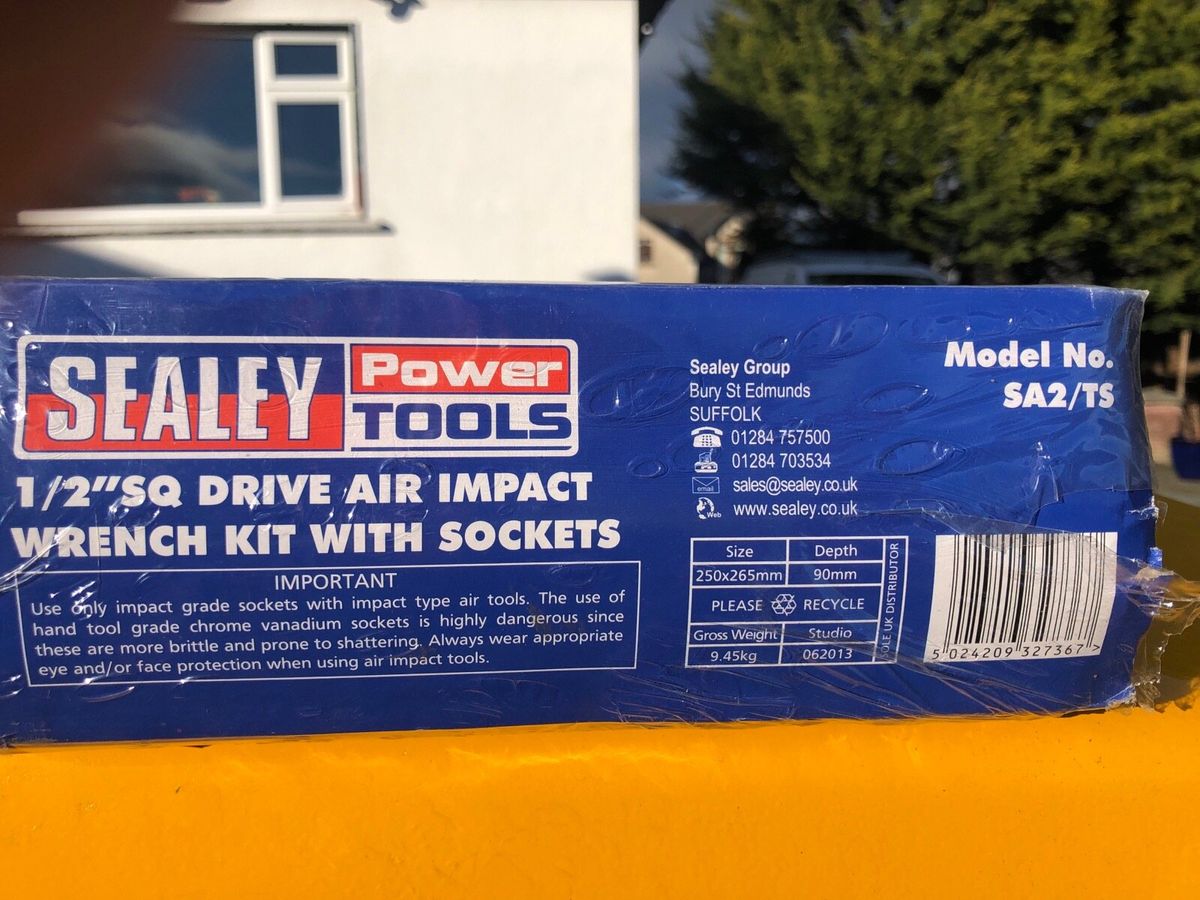 SEALEY
Power
TOOLS
1/2"SQ DRIVE AIR IMPACT
WRENCH KIT WITH SOCKETS
IMPORTANT
Use only impact grade sockets with impact type air tools. The use of
hand tool grade chrome vanadium sockets is highly dangerous since
these are more brittle and prone to shattering. Always wear appropriate
eye and/or face protection when using air impact tools.
Sealey Group
Bury St Edmunds
SUFFOLK
01284 757500
01284 703534
email sales@sealey.co.uk
Web www.sealey.co.uk
Size Depth
250x265mm 90mm
PLEASE RECYCLE
Gross Weight Studio
9.45kg 062013
SOLE UK DISTRIBUTOR
Model No.
SA2/TS
5 024209 327367 >